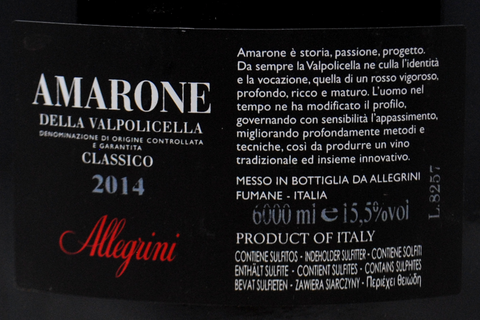 AMARONE
DELLA VALPOLICELLA
DENOMINAZIONE DI ORIGINE CONTROLLATA
E GARANTITA
CLASSICO
2014
Allegrini
Amarone è storia, passione, progetto.
Da sempre la Valpolicella ne culla l'identità
e la vocazione, quella di un rosso vigoroso,
profondo, ricco e maturo. L'uomo nel
tempo ne ha modificato il profilo,
governando con sensibilità l'appassimento,
migliorando profondamente metodi e
tecniche, così da produrre un vino
tradizionale ed insieme innovativo.
MESSO IN BOTTIGLIA DA ALLEGRINI
FUMANE - ITALIA
6000 ml e 15,5%vol
PRODUCT OF ITALY
CONTIENE SULFITOS - INDEHOLDER SULFITTER - CONTIENE SOLFITI
ENTHÄLT SULFITE - CONTIENT SULFITES - CONTAINS SULPHITES
BEVAT SULFIETEN - ZAWIERA SIARCZYNY - Περιέχει θειώδη
L.8257